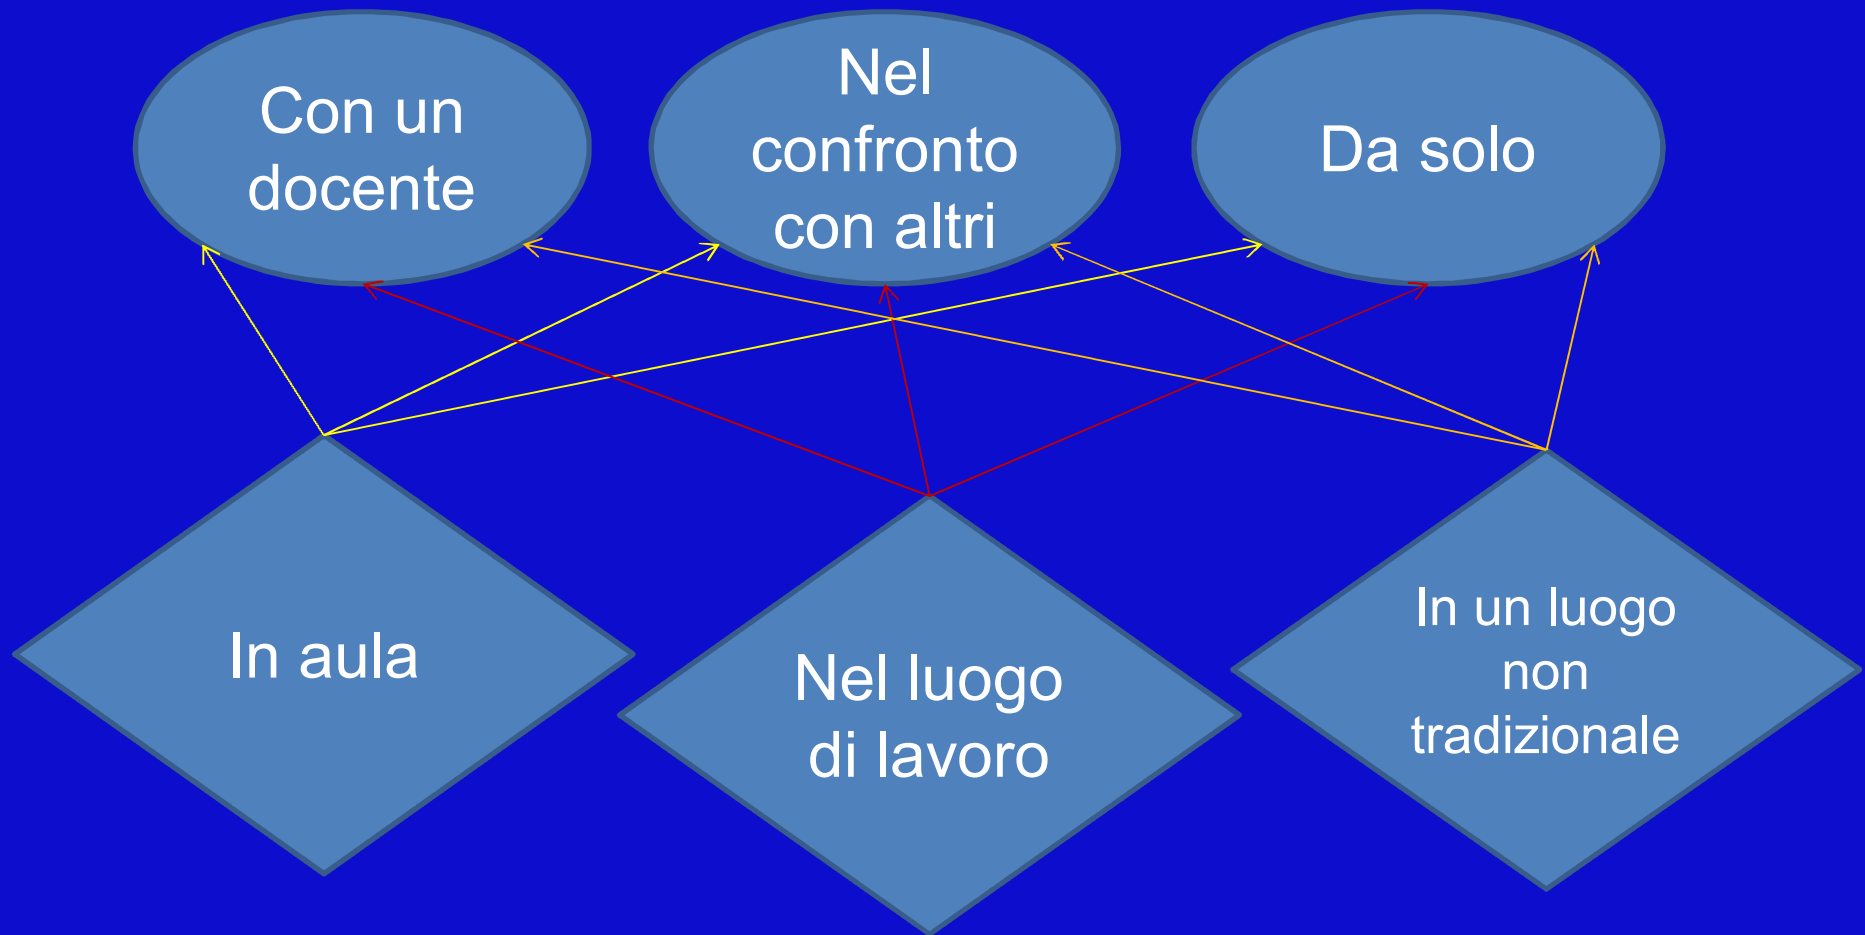 Con un
docente
Nel
confronto
con altri
Da solo
In aula
Nel luogo
di lavoro
In un luogo
non
tradizionale